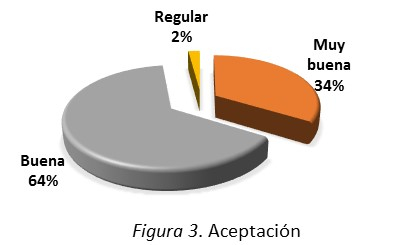 Regular
2%
Muy
buena
34%
Buena
64%
Figura 3. Aceptación